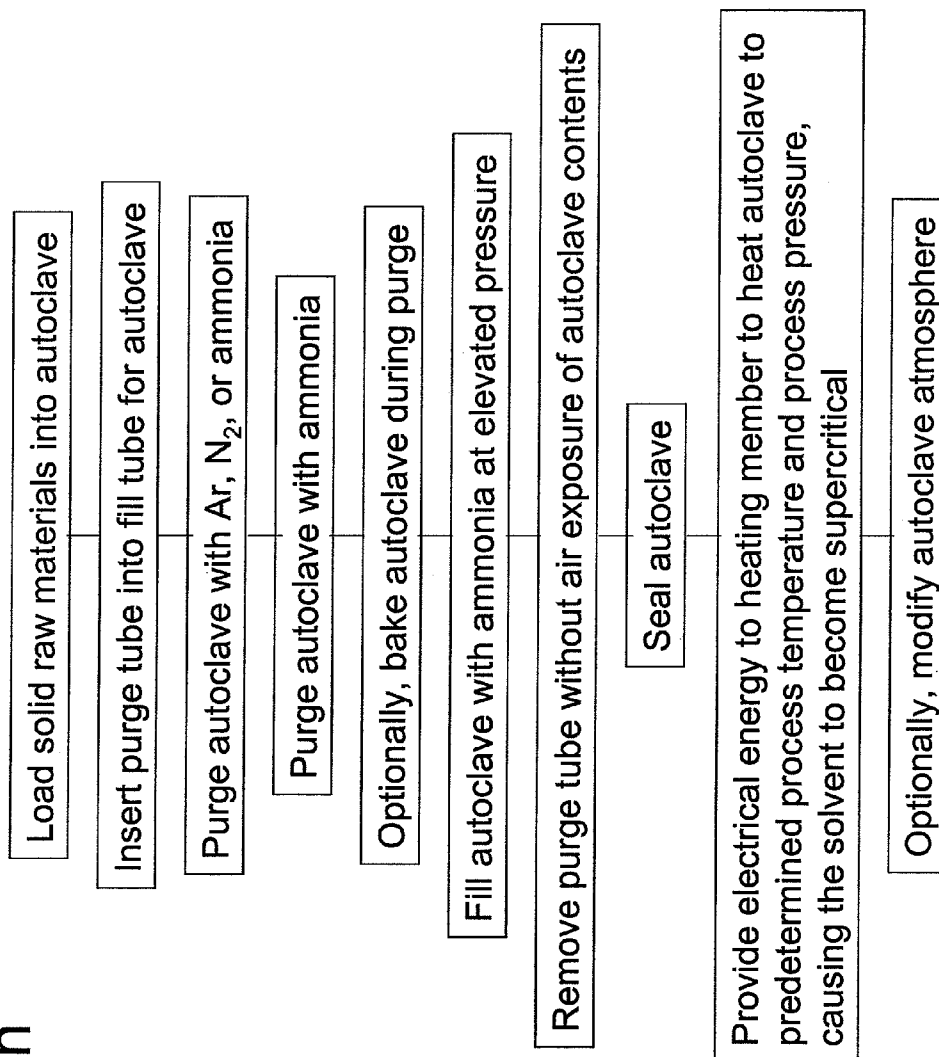 Load solid raw materials into autoclave
Insert purge tube into fill tube for autoclave
Purge autoclave with Ar, N₂, or ammonia
Purge autoclave with ammonia
Optionally, bake autoclave during purge
Fill autoclave with ammonia at elevated pressure
Remove purge tube without air exposure of autoclave contents
Seal autoclave
Provide electrical energy to heating member to heat autoclave to
predetermined process temperature and process pressure,
causing the solvent to become supercritical
Optionally, modify autoclave atmosphere